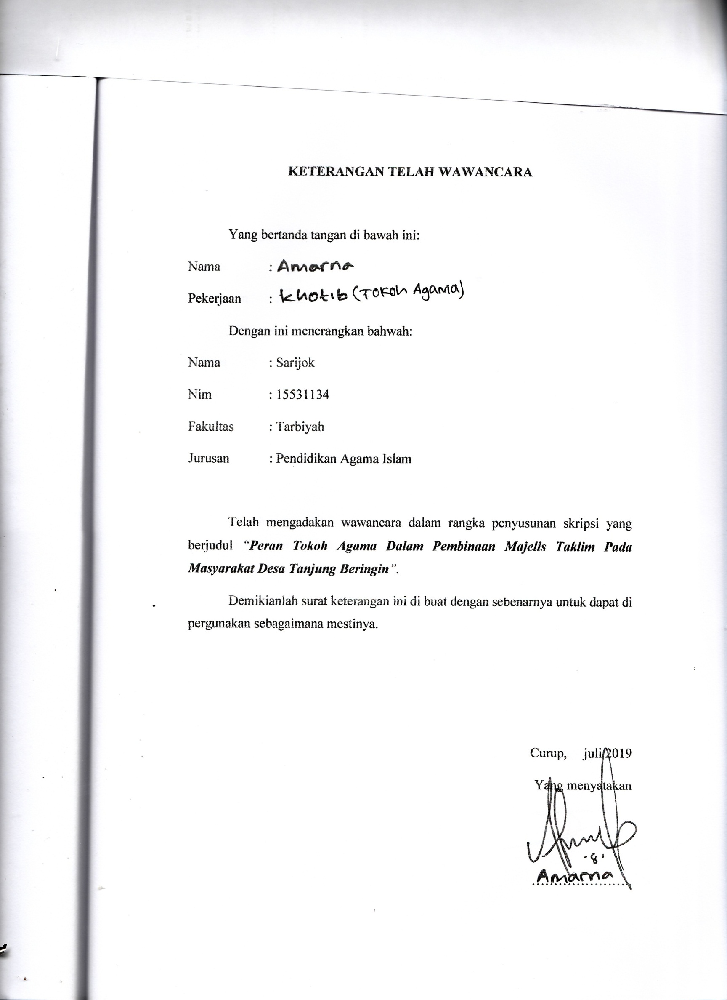 KETERANGAN TELAH WAWANCARA
Yang bertanda tangan di bawah ini:
Nama : Amarna
Pekerjaan : Khotib (Tokoh Agama)
Dengan ini menerangkan bahwah:
Nama : Sarijok
Nim : 15531134
Fakultas : Tarbiyah
Jurusan : Pendidikan Agama Islam
Telah mengadakan wawancara dalam rangka penyusunan skripsi yang
berjudul “Peran Tokoh Agama Dalam Pembinaan Majelis Taklim Pada
Masyarakat Desa Tanjung Beringin”.
Demikianlah surat keterangan ini di buat dengan sebenarnya untuk dapat di
pergunakan sebagaimana mestinya.
Curup, juli 2019
Yang menyatakan
Amarna